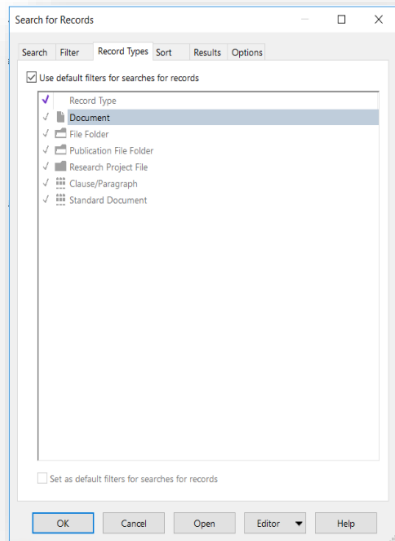 Search for Records
Search Filter Record Types Sort Results Options
Use default filters for searches for records
Record Type
Document
File Folder
Publication File Folder
Research Project File
Clause/Paragraph
Standard Document
Set as default filters for searches for records
OK Cancel Open Editor Help